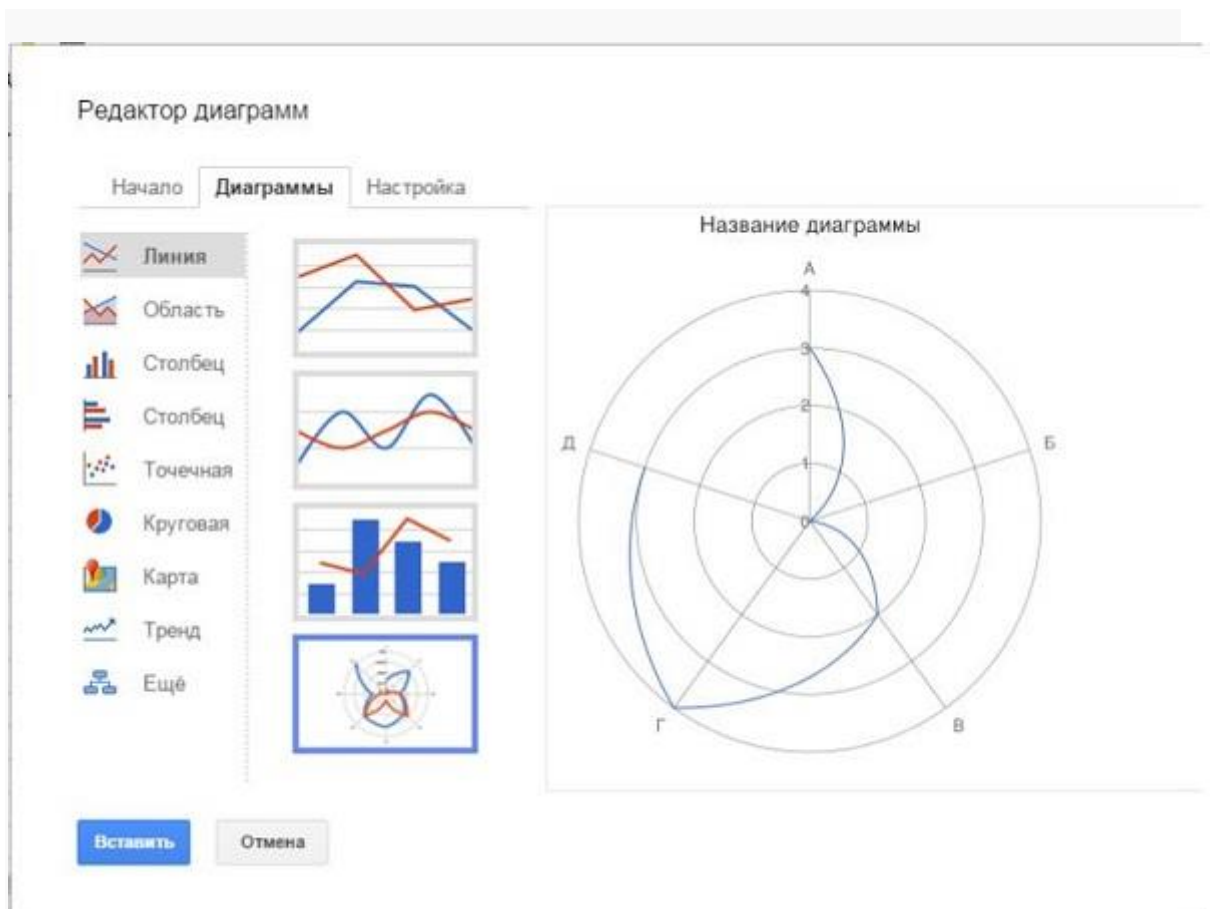 Редактор диаграмм
Начало Диаграммы Настройка
Линия
Область
Столбец
Столбец
Точечная
Круговая
Карта
Тренд
Ещё
Название диаграммы
А
4
3
2
1
0
Б
Д
Г
В
Вставить Отмена